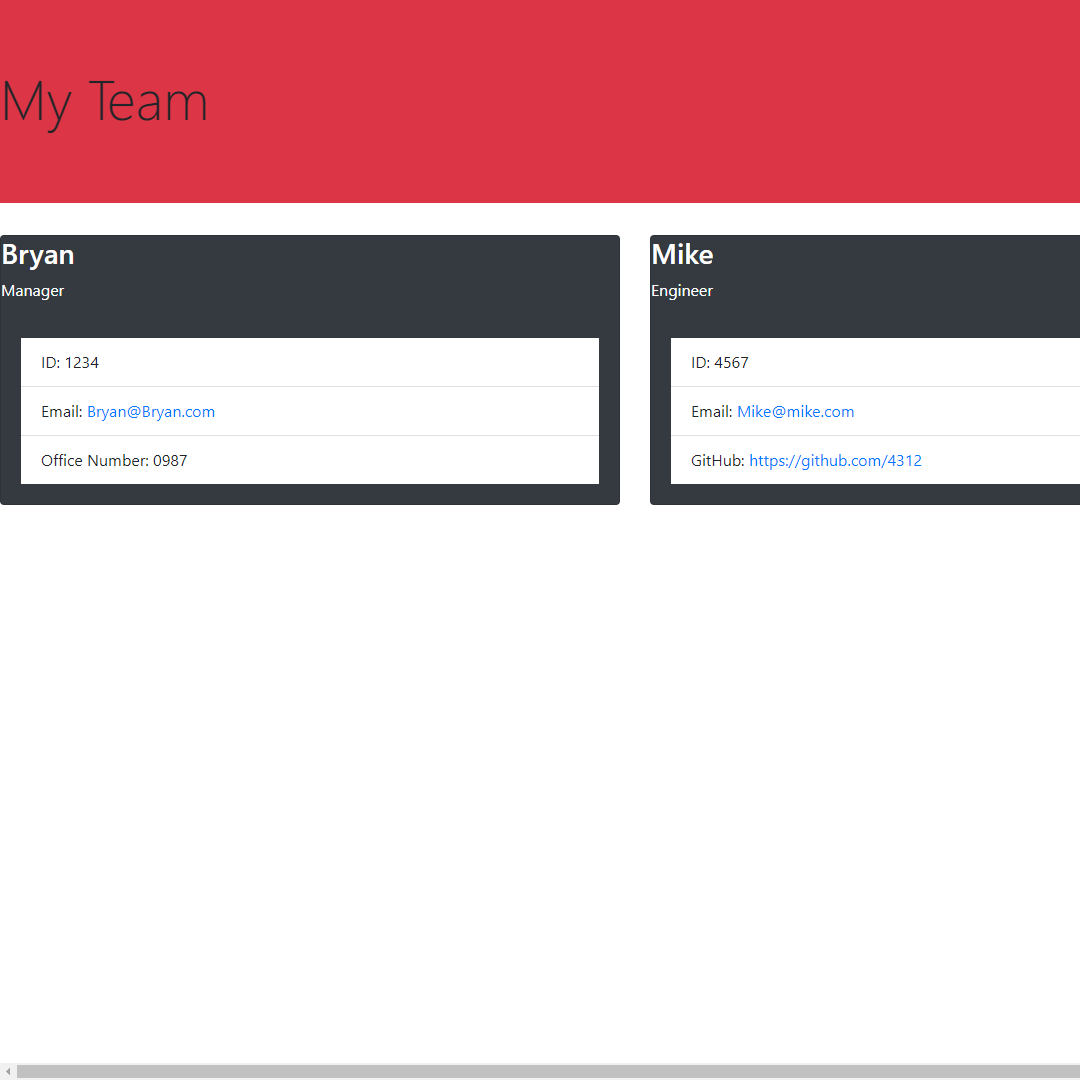 My Team
Bryan
Manager
ID: 1234
Email: Bryan@Bryan.com
Office Number: 0987
Mike
Engineer
ID: 4567
Email: Mike@mike.com
GitHub: https://github.com/4312